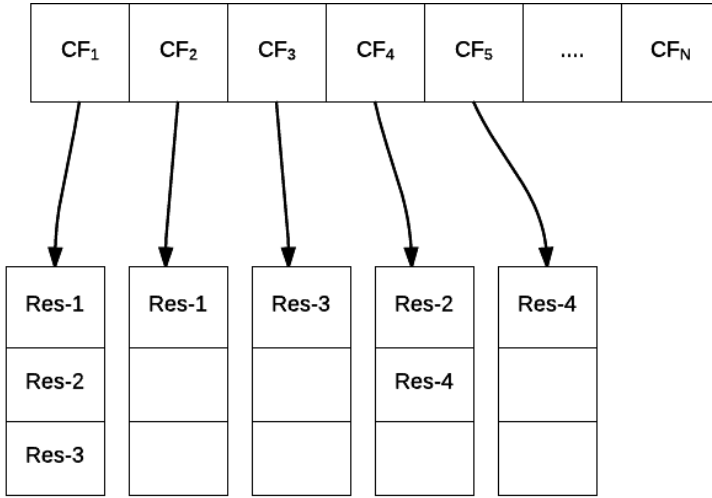 CF₁ CF₂ CF₃ CF₄ CF₅ .... CF_N
Res-1 Res-1 Res-3 Res-2 Res-4
Res-2 Res-4
Res-3